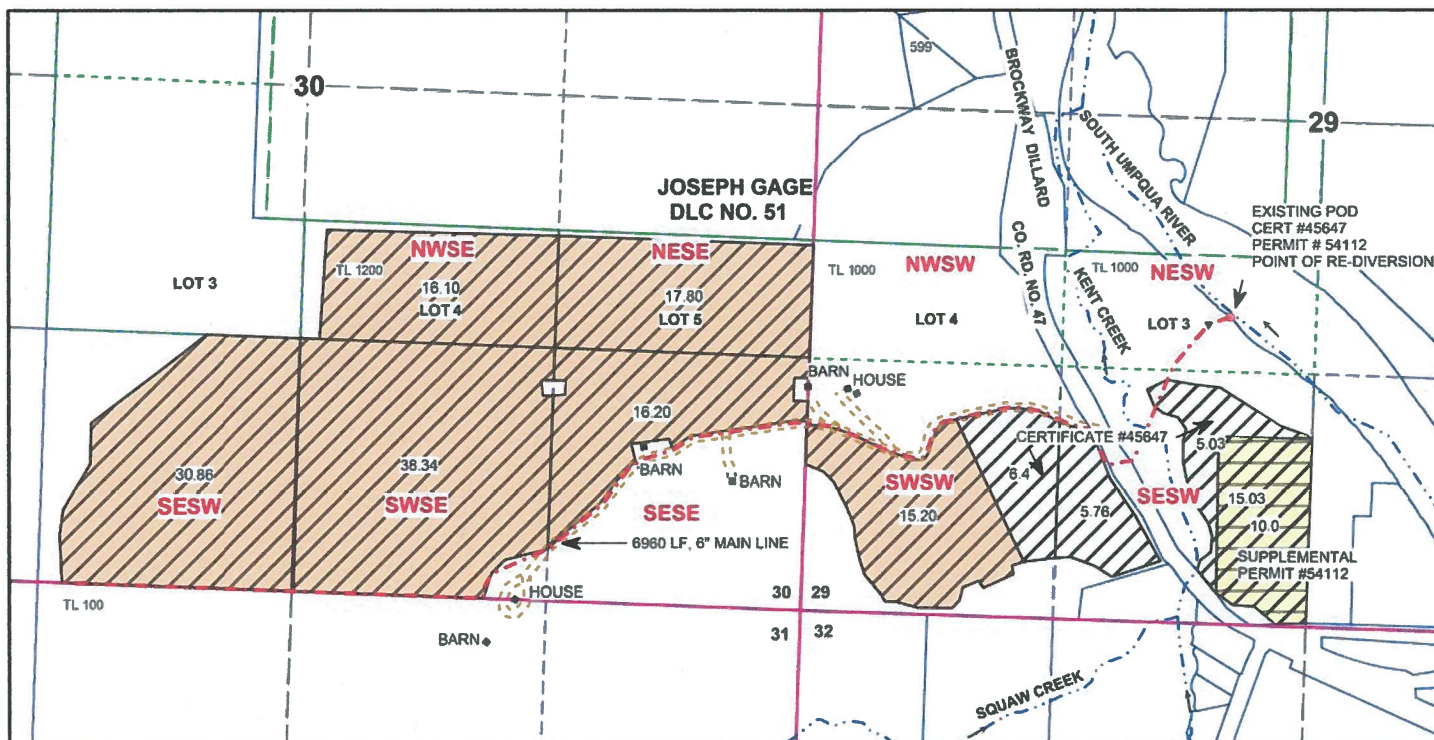 599
30
29
BROCKWAY DILLARD
CO. RD. NO. 47
SOUTH UMPQUA RIVER
JOSEPH GAGE
DLC NO. 51
EXISTING POD
CERT #45647
PERMIT # 54112
POINT OF RE-DIVERSION
NWSE
NESE
NWSW
NESW
TL 1200
TL 1000
TL 1000
KENT CREEK
LOT 3
16.10
LOT 4
17.80
LOT 5
LOT 4
LOT 3
BARN
HOUSE
16.20
CERTIFICATE #45647
5.03
BARN
BARN
30.86
38.34
6.4
SESW
SWSE
SESE
SWSW
15.20
5.76
SESW
15.03
10.0
6960 LF, 6" MAIN LINE
SUPPLEMENTAL
PERMIT #54112
TL 100
HOUSE
30
29
BARN
31
32
SQUAW CREEK